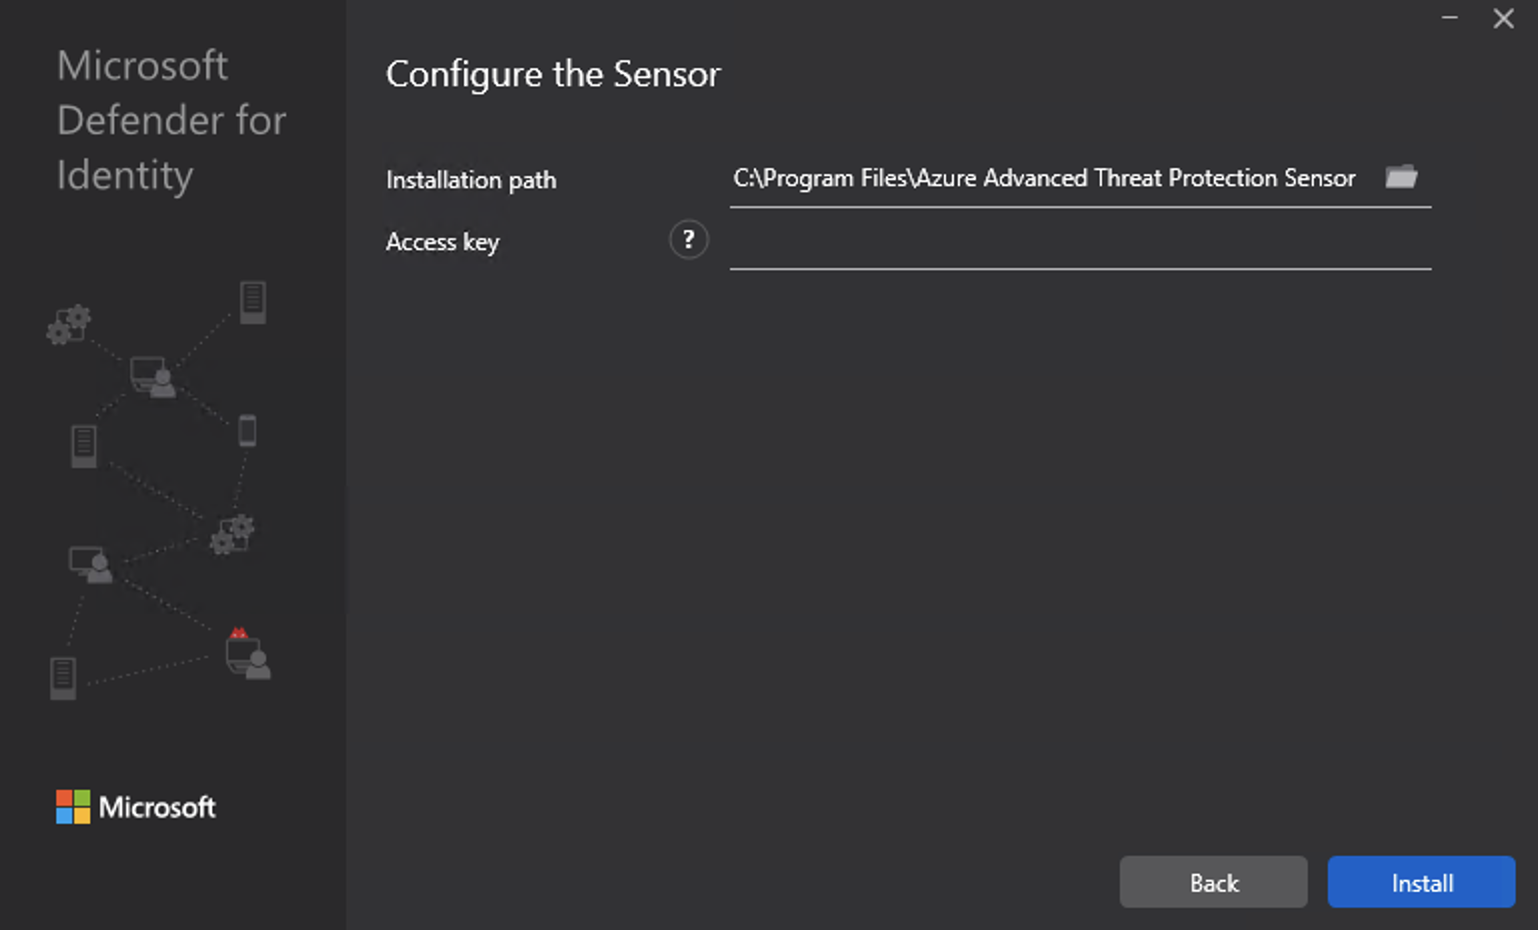 Microsoft
Defender for
Identity
Configure the Sensor
Installation path
C:\Program Files\Azure Advanced Threat Protection Sensor
Access key
?
Microsoft
Back
Install